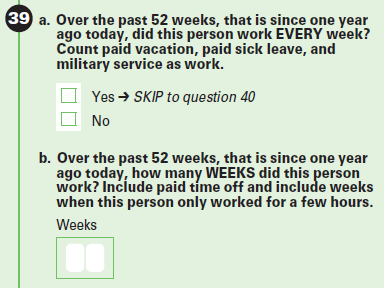 39 a. Over the past 52 weeks, that is since one year
ago today, did this person work EVERY week?
Count paid vacation, paid sick leave, and
military service as work.
Yes → SKIP to question 40
No
b. Over the past 52 weeks, that is since one year
ago today, how many WEEKS did this person
work? Include paid time off and include weeks
when this person only worked for a few hours.
Weeks